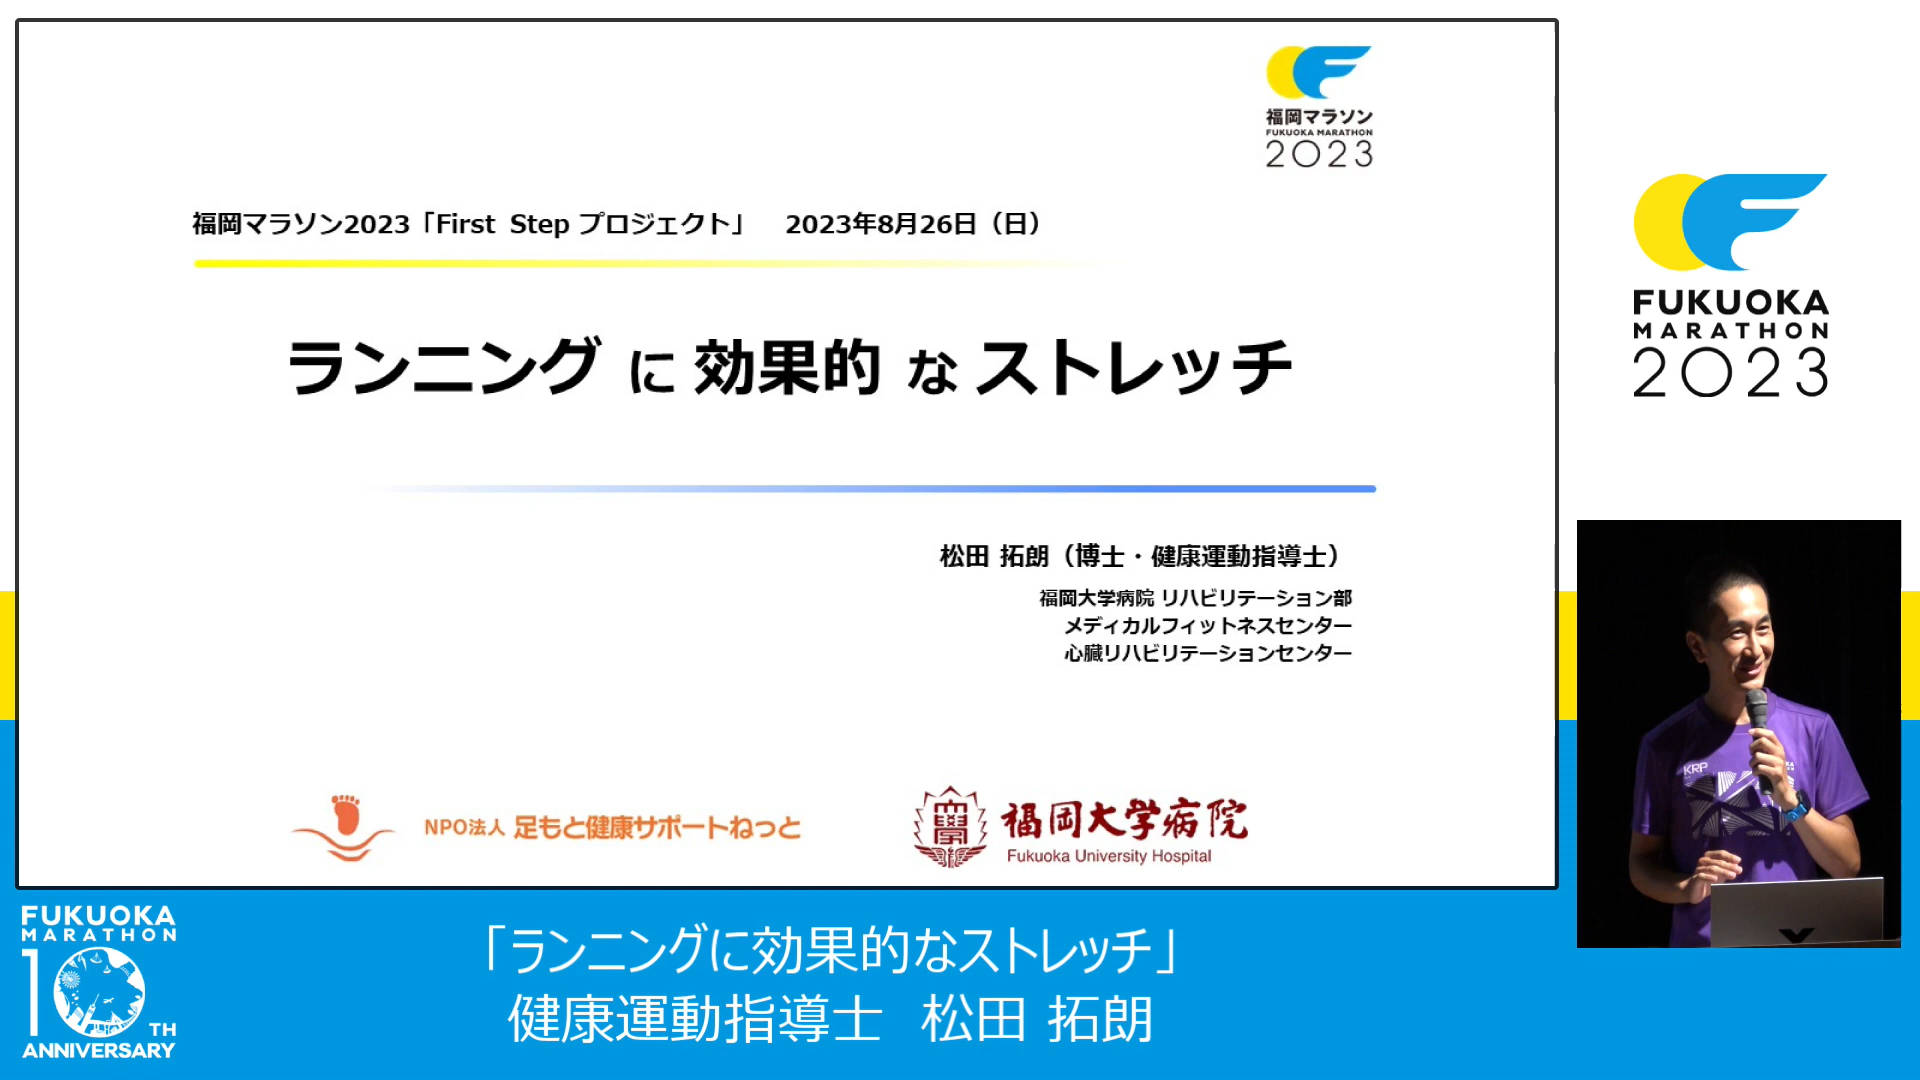 福岡マラソン
FUKUOKA MARATHON
2023
福岡マラソン2023「First Step プロジェクト」　2023年8月26日（日）
ランニング に 効果的 な ストレッチ
松田 拓朗（博士・健康運動指導士）
福岡大学病院 リハビリテーション部
メディカルフィットネスセンター
心臓リハビリテーションセンター
NPO法人 足もと健康サポートねっと
福岡大学病院
Fukuoka University Hospital
FUKUOKA
MARATHON
2023
KRP
FUKUOKA
MARATHON
10TH
ANNIVERSARY
「ランニングに効果的なストレッチ」
健康運動指導士　松田 拓朗